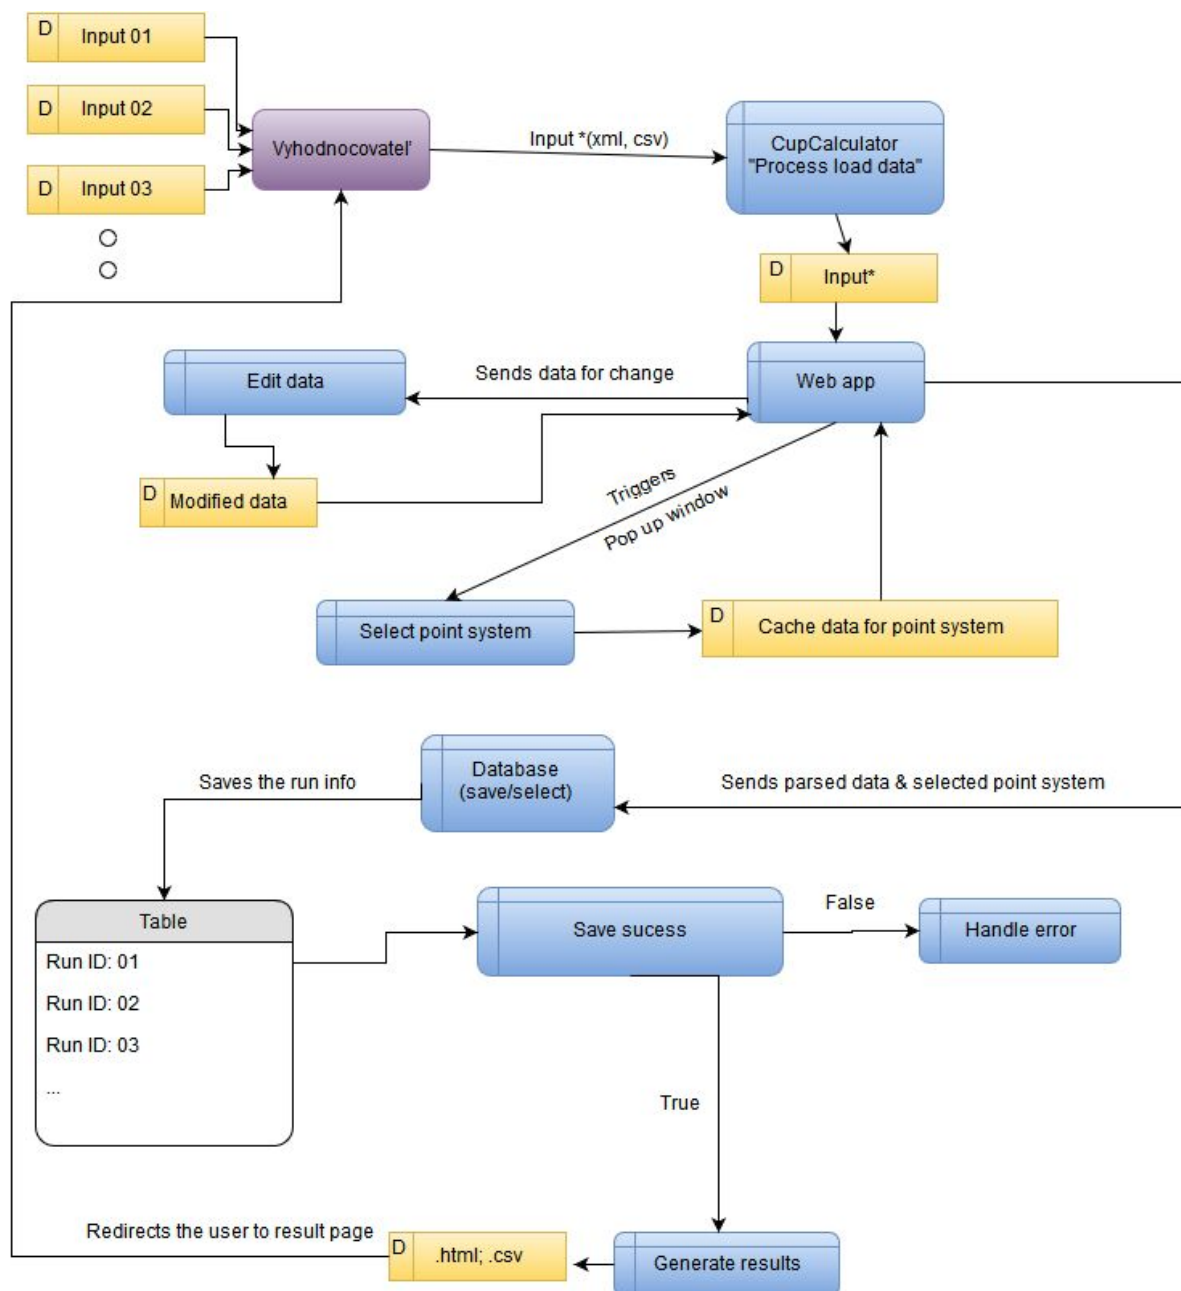 D
Input 01
D
Input 02
D
Input 03
Vyhodnocovateľ
Input *(xml, csv)
CupCalculator
"Process load data"
D
Input*
Edit data
Sends data for change
Web app
D
Modified data
Triggers
Pop up window
Select point system
D
Cache data for point system
Database
(save/select)
Saves the run info
Sends parsed data & selected point system
Table
Run ID: 01
Run ID: 02
Run ID: 03
...
Save sucess
False
Handle error
True
Redirects the user to result page
D
.html; .csv
Generate results